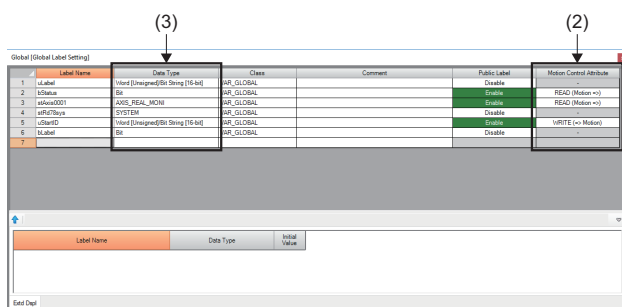 (3) (2)
Global [Global Label Setting]
Label Name Data Type Class Comment Public Label Motion Control Attribute
1 uLabel Word [Unsigned]/Bit String [16-bit] VAR_GLOBAL Disable -
2 bStatus Bit VAR_GLOBAL Enable READ (Motion =>)
3 stAxis0001 AXIS_REAL_MONI VAR_GLOBAL Enable READ (Motion =>)
4 stRd78sys SYSTEM VAR_GLOBAL Disable -
5 uStartID Word [Unsigned]/Bit String [16-bit] VAR_GLOBAL Enable WRITE (=> Motion)
6 bLabel Bit VAR_GLOBAL Disable -
7
Label Name Data Type Initial Value
Extd Dspl